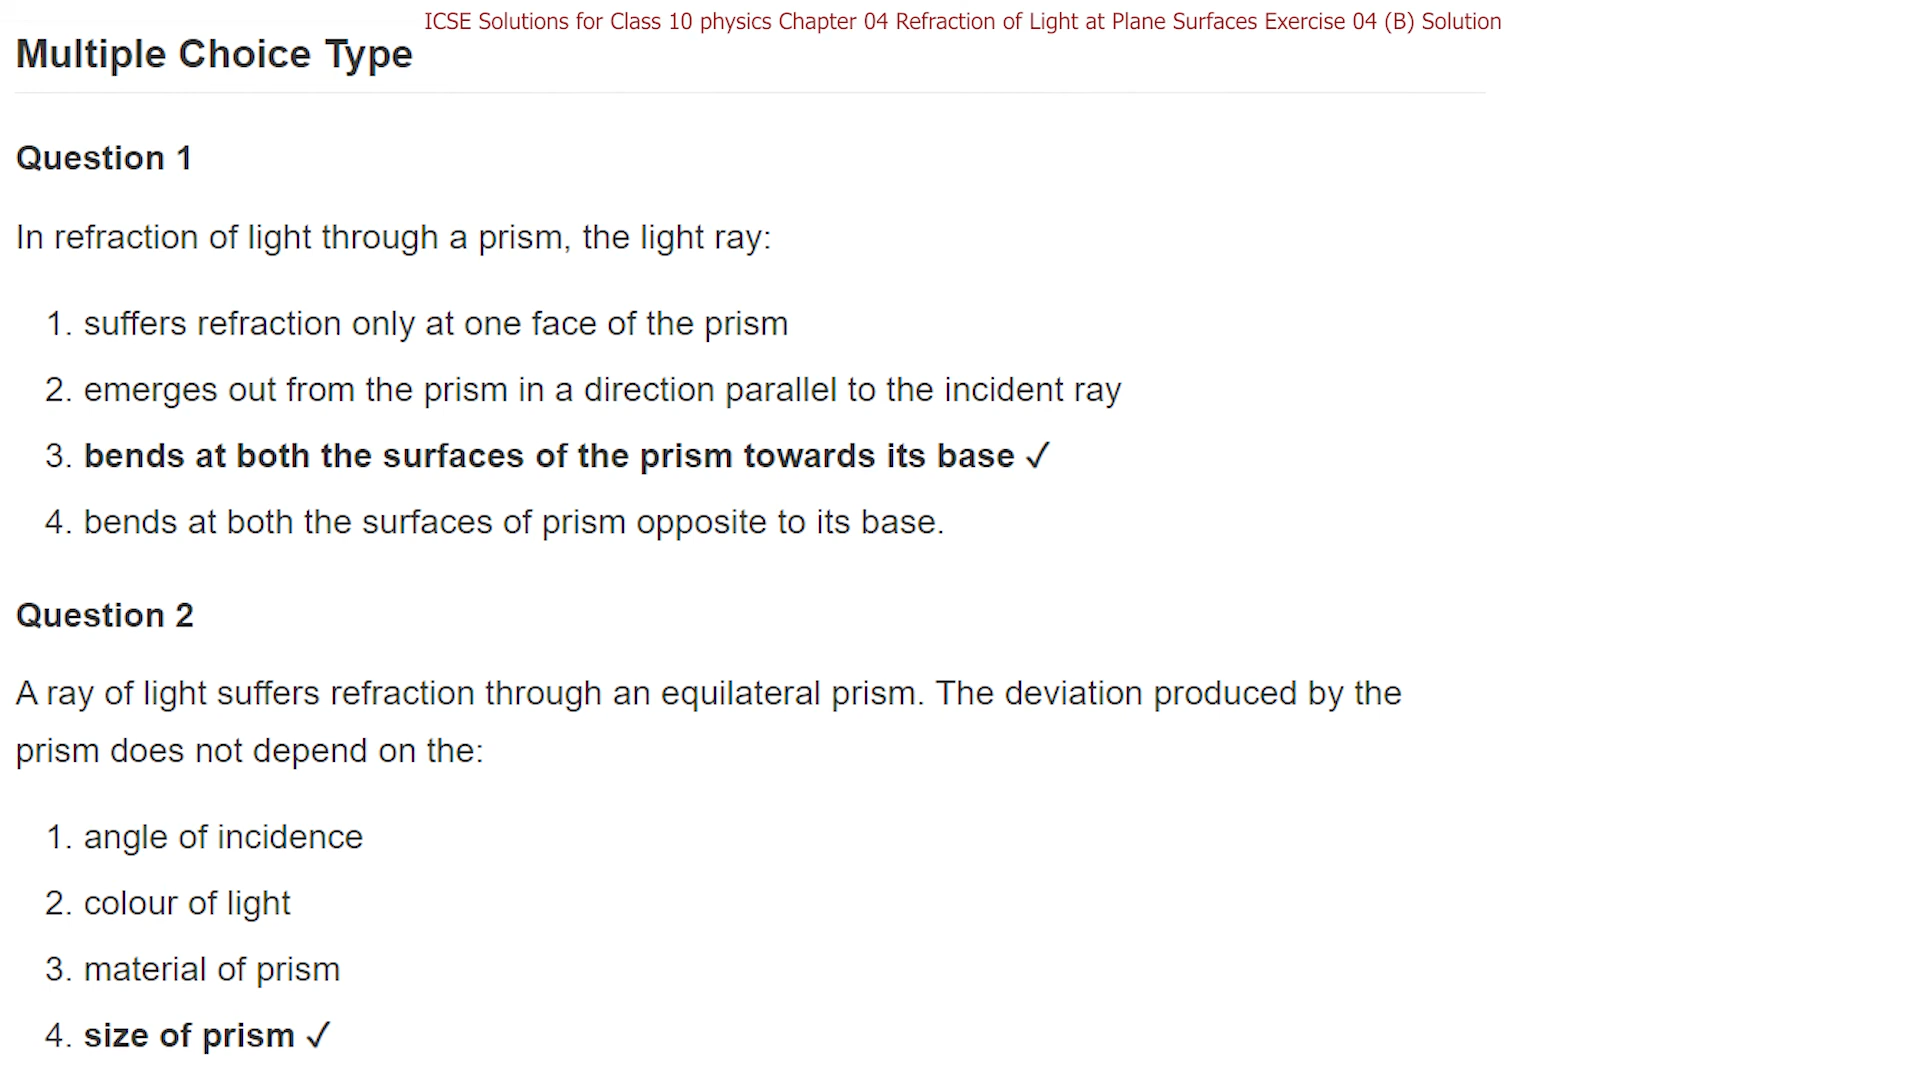 ICSE Solutions for Class 10 physics Chapter 04 Refraction of Light at Plane Surfaces Exercise 04 (B) Solution
Multiple Choice Type
Question 1
In refraction of light through a prism, the light ray:
1. suffers refraction only at one face of the prism
2. emerges out from the prism in a direction parallel to the incident ray
3. bends at both the surfaces of the prism towards its base ✓
4. bends at both the surfaces of prism opposite to its base.
Question 2
A ray of light suffers refraction through an equilateral prism. The deviation produced by the
prism does not depend on the:
1. angle of incidence
2. colour of light
3. material of prism
4. size of prism ✓